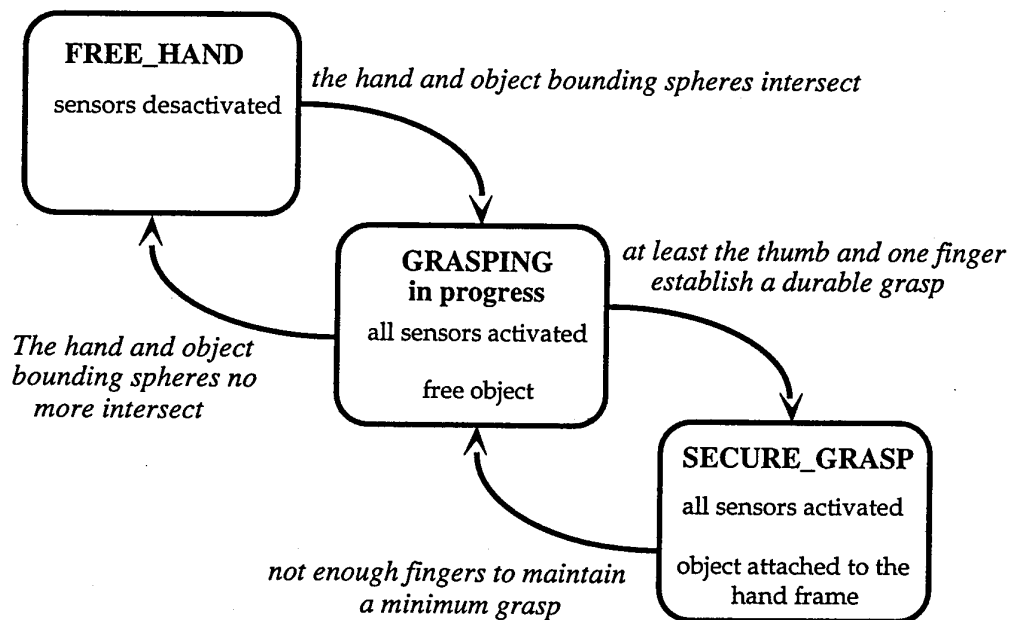 FREE_HAND
sensors desactivated
the hand and object bounding spheres intersect
GRASPING
in progress
all sensors activated
free object
at least the thumb and one finger
establish a durable grasp
The hand and object
bounding spheres no
more intersect
SECURE_GRASP
all sensors activated
object attached to the
hand frame
not enough fingers to maintain
a minimum grasp